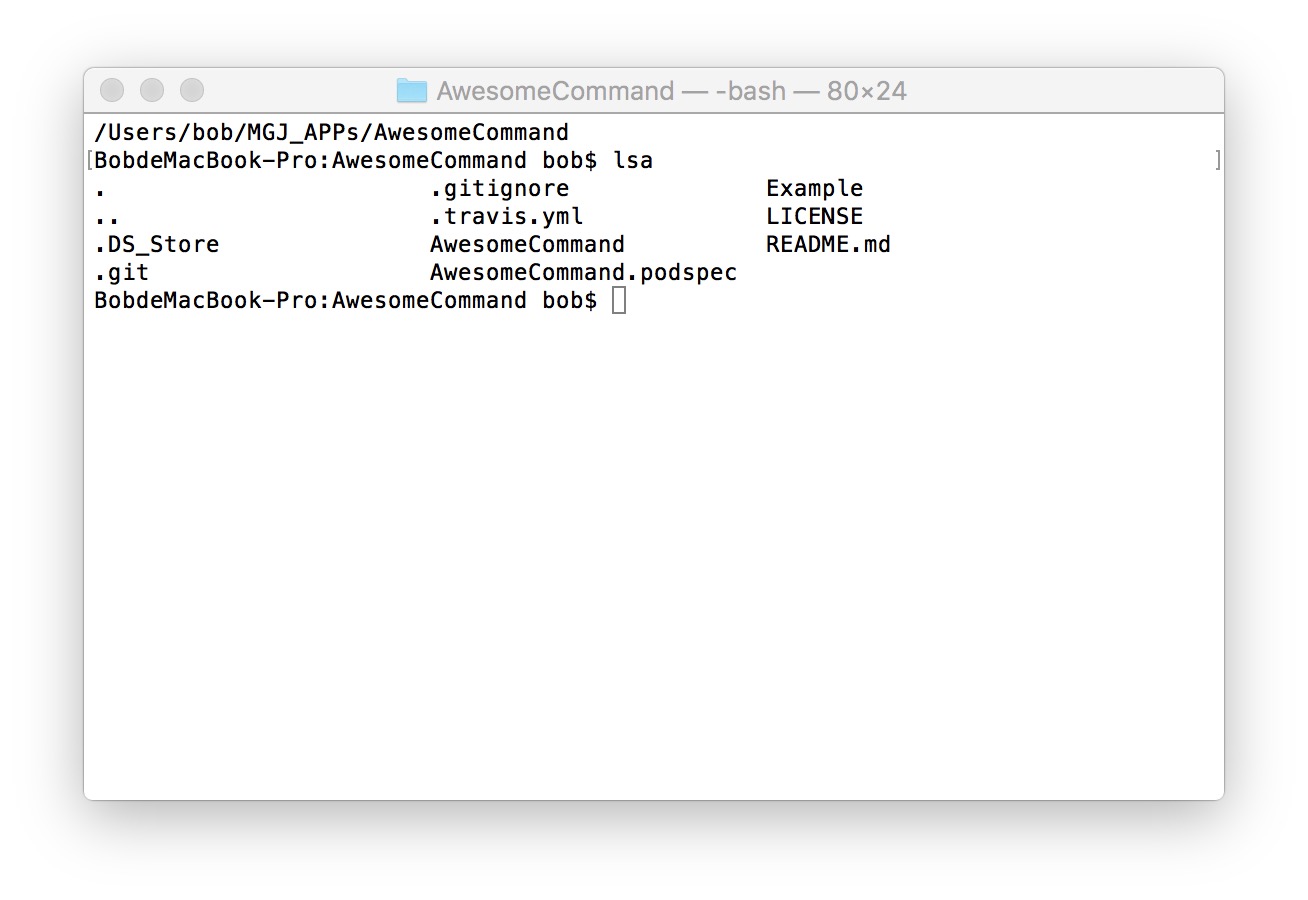 AwesomeCommand — -bash — 80×24
/Users/bob/MGJ_APPs/AwesomeCommand
[BobdeMacBook-Pro:AwesomeCommand bob$ lsa ]
. .gitignore Example
.. .travis.yml LICENSE
.DS_Store AwesomeCommand README.md
.git AwesomeCommand.podspec
BobdeMacBook-Pro:AwesomeCommand bob$